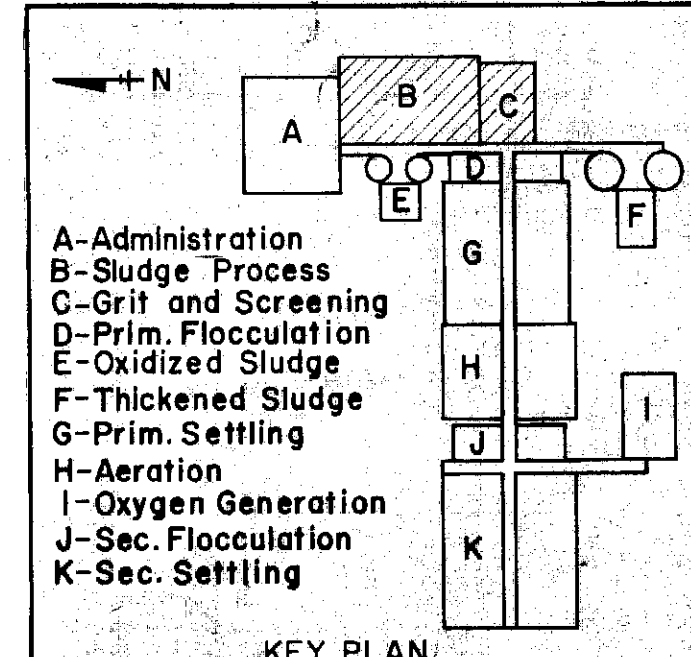 N
A
B
C
D
E
F
G
H
I
J
K
A-Administration
B-Sludge Process
C-Grit and Screening
D-Prim. Flocculation
E-Oxidized Sludge
F-Thickened Sludge
G-Prim. Settling
H-Aeration
I-Oxygen Generation
J-Sec. Flocculation
K-Sec. Settling
KEY PLAN